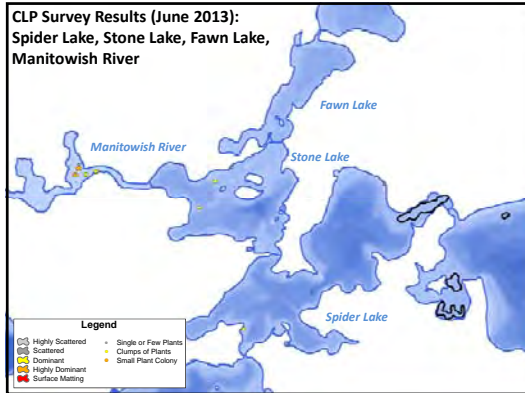 CLP Survey Results (June 2013):
Spider Lake, Stone Lake, Fawn Lake,
Manitowish River
Fawn Lake
Manitowish River
Stone Lake
Spider Lake
Legend
Highly Scattered
Scattered
Dominant
Highly Dominant
Surface Matting
Single or Few Plants
Clumps of Plants
Small Plant Colony